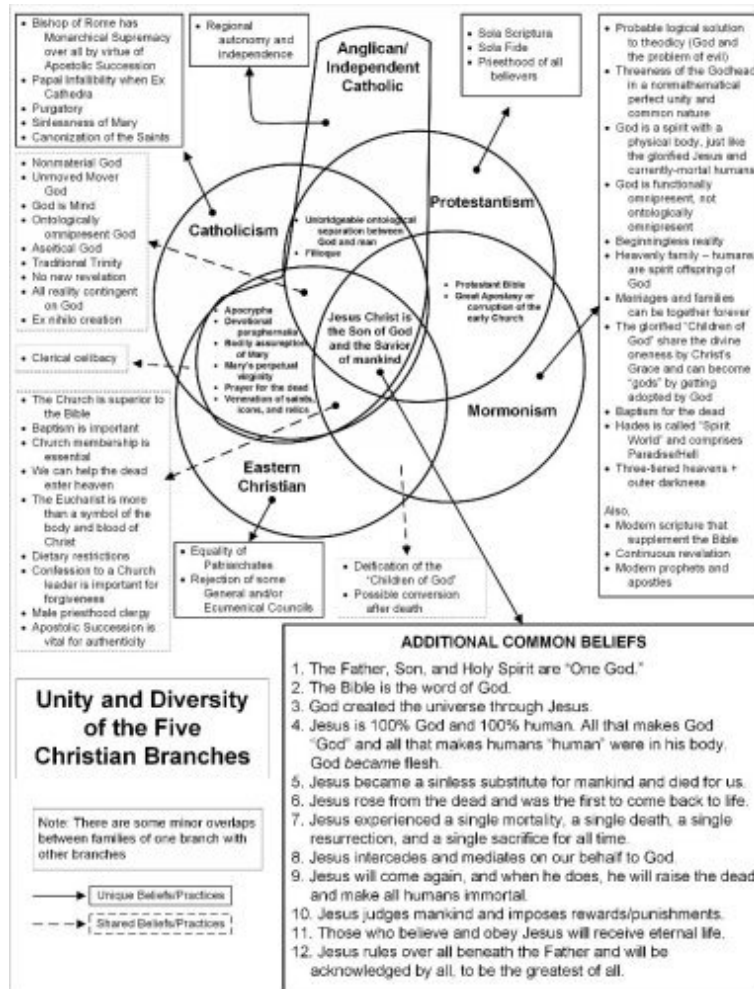 • Bishop of Rome has
Monarchical Supremacy
over all by virtue of
Apostolic Succession
• Papal Infallibility when Ex
Cathedra
• Purgatory
• Sinlessness of Mary
• Canonization of the Saints
• Regional
autonomy and
independence
Anglican/
Independent
Catholic
• Sola Scriptura
• Sola Fide
• Priesthood of all
believers
• Probable logical solution
to theodicy (God and
the problem of evil)
• Threeness of the Godhead
in a nonmathematical
perfect unity and
common nature
• God is a spirit with a
physical body, just like
the glorified Jesus and
currently-mortal humans
• God is functionally
omnipresent, not
ontologically
omnipresent
• Beginningless reality
• Heavenly family – humans
are spirit offspring of
God
• Marriages and families
can be together forever
• The glorified "Children of
God" share the divine
oneness by Christ's
Grace and can become
"gods" by getting
adopted by God
• Baptism for the dead
• Hades is called "Spirit
World" and comprises
Paradise/Hell
• Three-tiered heavens +
outer darkness
Also,
• Modern scripture that
supplement the Bible
• Continuous revelation
• Modern prophets and
apostles
• Nonmaterial God
• Unmoved Mover
God
• God is Mind
• Ontologically
omnipresent God
• Aseitical God
• Traditional Trinity
• No new revelation
• All reality contingent
on God
• Ex nihilo creation
• Clerical celibacy
• The Church is superior to
the Bible
• Baptism is important
• Church membership is
essential
• We can help the dead
enter heaven
• The Eucharist is more
than a symbol of the
body and blood of
Christ
• Dietary restrictions
• Confession to a Church
leader is important for
forgiveness
• Male priesthood clergy
• Apostolic Succession is
vital for authenticity
Catholicism
Protestantism
• Unbridgeable ontological
separation between
God and man
• Filioque
• Protestant Bible
• Great Apostasy or
corruption of the
early Church
• Apocrypha
• Devotional
paraphernalia
• Bodily assumption
of Mary
• Mary's perpetual
virginity
• Prayer for the dead
• Veneration of saints,
icons, and relics
Jesus Christ is
the Son of God
and the Savior
of mankind
Mormonism
Eastern
Christian
• Equality of
Patriarchates
• Rejection of some
General and/or
Ecumenical Councils
• Deification of the
"Children of God"
• Possible conversion
after death
Unity and Diversity
of the Five
Christian Branches
Note: There are some minor overlaps
between families of one branch with
other branches
Unique Beliefs/Practices
Shared Beliefs/Practices
ADDITIONAL COMMON BELIEFS
1. The Father, Son, and Holy Spirit are "One God."
2. The Bible is the word of God.
3. God created the universe through Jesus.
4. Jesus is 100% God and 100% human. All that makes God
"God" and all that makes humans "human" were in his body.
God became flesh.
5. Jesus became a sinless substitute for mankind and died for us.
6. Jesus rose from the dead and was the first to come back to life.
7. Jesus experienced a single mortality, a single death, a single
resurrection, and a single sacrifice for all time.
8. Jesus intercedes and mediates on our behalf to God.
9. Jesus will come again, and when he does, he will raise the dead
and make all humans immortal.
10. Jesus judges mankind and imposes rewards/punishments.
11. Those who believe and obey Jesus will receive eternal life.
12. Jesus rules over all beneath the Father and will be
acknowledged by all, to be the greatest of all.